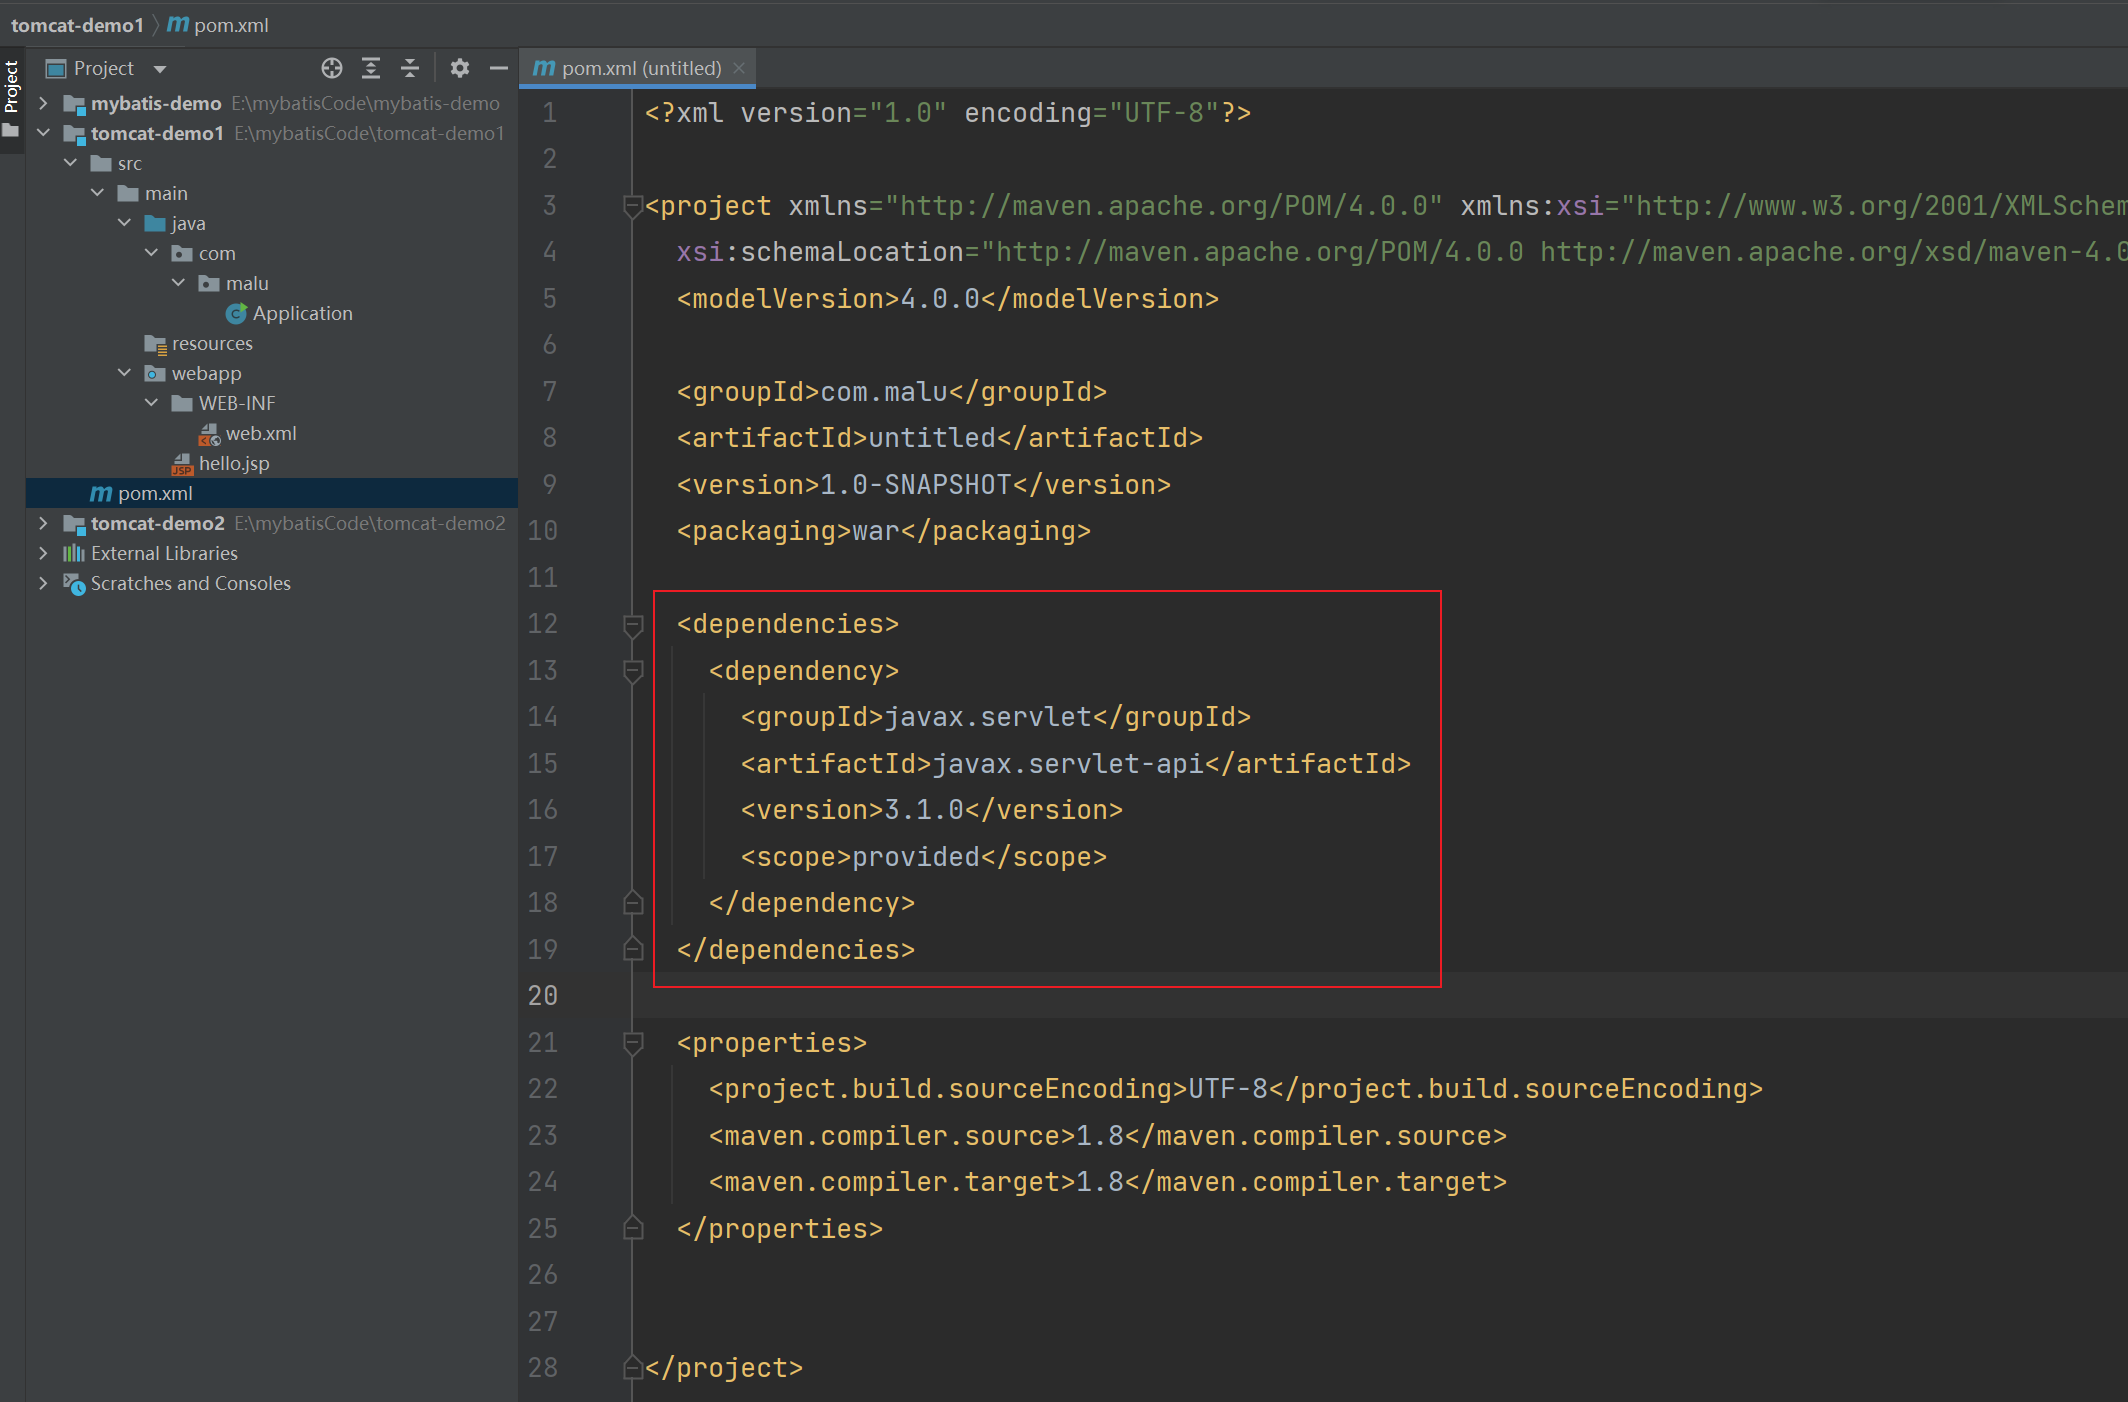 tomcat-demo1 pom.xml
Project
Project
mybatis-demo E:\mybatisCode\mybatis-demo
tomcat-demo1 E:\mybatisCode\tomcat-demo1
src
main
java
com
malu
Application
resources
webapp
WEB-INF
web.xml
hello.jsp
pom.xml
tomcat-demo2 E:\mybatisCode\tomcat-demo2
External Libraries
Scratches and Consoles
pom.xml (untitled)
1 <?xml version="1.0" encoding="UTF-8"?>
2
3 <project xmlns="http://maven.apache.org/POM/4.0.0" xmlns:xsi="http://www.w3.org/2001/XMLSchem
4 xsi:schemaLocation="http://maven.apache.org/POM/4.0.0 http://maven.apache.org/xsd/maven-4.0
5 <modelVersion>4.0.0</modelVersion>
6
7 <groupId>com.malu</groupId>
8 <artifactId>untitled</artifactId>
9 <version>1.0-SNAPSHOT</version>
10 <packaging>war</packaging>
11
12 <dependencies>
13 <dependency>
14 <groupId>javax.servlet</groupId>
15 <artifactId>javax.servlet-api</artifactId>
16 <version>3.1.0</version>
17 <scope>provided</scope>
18 </dependency>
19 </dependencies>
20
21 <properties>
22 <project.build.sourceEncoding>UTF-8</project.build.sourceEncoding>
23 <maven.compiler.source>1.8</maven.compiler.source>
24 <maven.compiler.target>1.8</maven.compiler.target>
25 </properties>
26
27
28 </project>